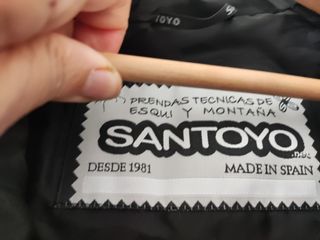 TOYO
PRENDAS TECNICAS DE
ESQUI Y MONTAÑA
SANTOYO
DESDE 1981
MADE IN SPAIN